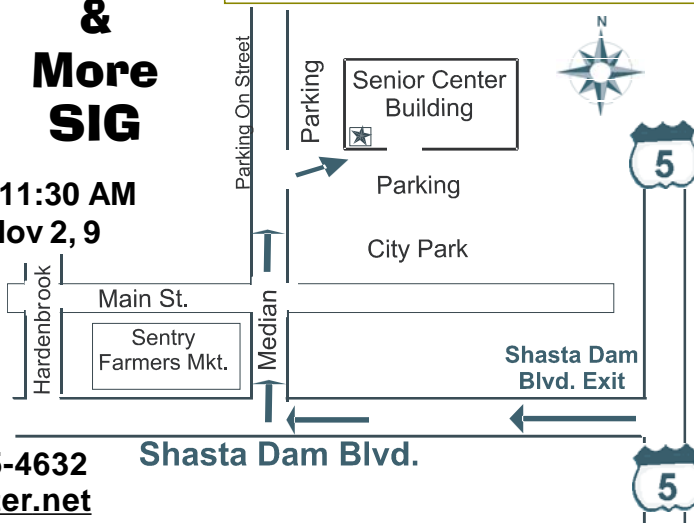 &
More
SIG
11:30 AM
Nov 2, 9
N
Parking On Street
Parking
Senior Center
Building
5
Parking
City Park
Hardenbrook
Main St.
Median
Sentry
Farmers Mkt.
Shasta Dam
Blvd. Exit
Shasta Dam Blvd.
-4632
er.net
5